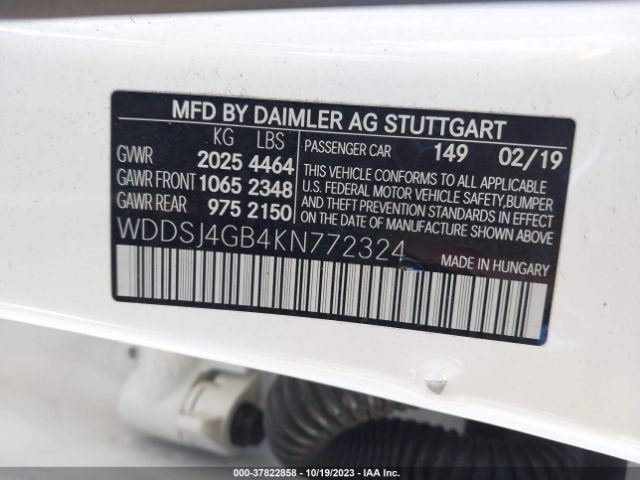 MFD BY DAIMLER AG STUTTGART
KG LBS
GVWR 2025 4464
GAWR FRONT 1065 2348
GAWR REAR 975 2150
PASSENGER CAR 149 02/19
THIS VEHICLE CONFORMS TO ALL APPLICABLE
U.S. FEDERAL MOTOR VEHICLE SAFETY, BUMPER
AND THEFT PREVENTION STANDARDS IN EFFECT
ON THE DATE OF MANUFACTURE SHOWN ABOVE.
WDDSJ4GB4KN772324
MADE IN HUNGARY
000-37822858 - 10/19/2023 - IAA Inc.